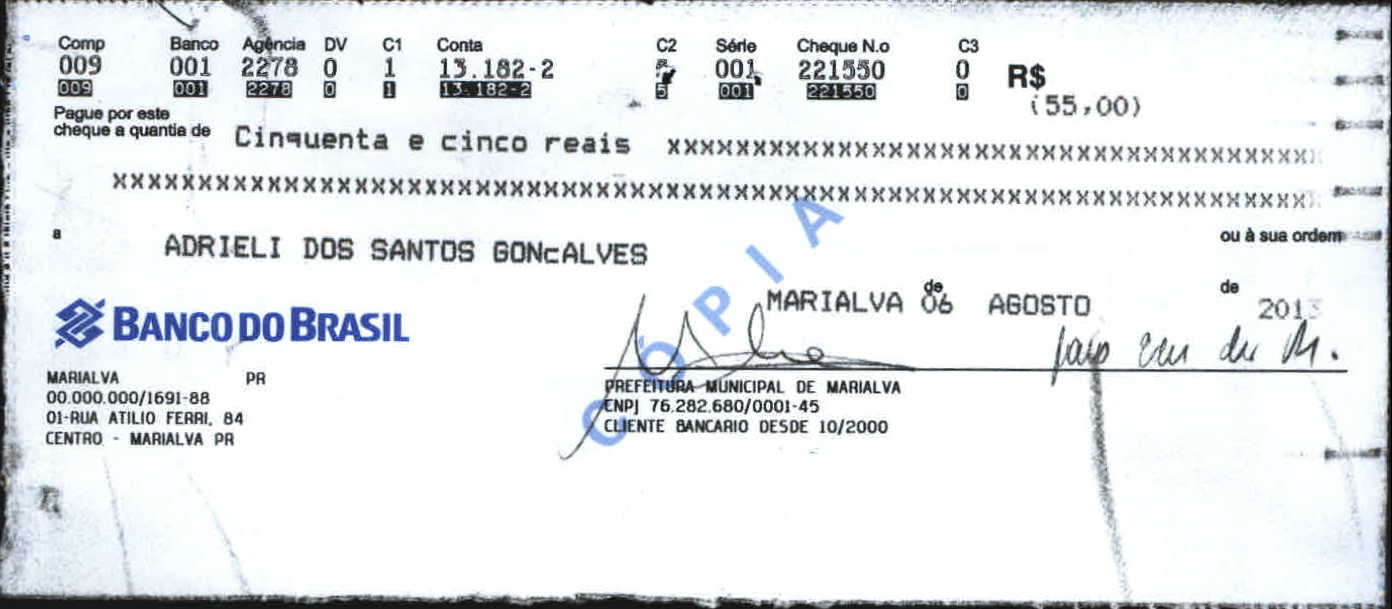 Comp Banco Agência DV C1 Conta C2 Série Cheque N.o C3
009 001 2278 0 1 13.182-2 001 221550 0 R$
009 001 2278 0 1 13.182-2 5 001 221550 0 (55,00)
Pague por este
cheque a quantia de Cinquenta e cinco reais xxxxxxxxxxxxxxxxxxxxxxxxxxxxxxxxxxxxxxxxxxxxx
xxxxxxxxxxxxxxxxxxxxxxxxxxxxxxxxxxxxxxxxxxxxxxxxxxxxxxxxxxxxxxxxxxxxxxxxxxxxxxxx
a ADRIELI DOS SANTOS GONcALVES ou à sua ordem
CÓPIA
MARIALVA de 06 AGOSTO de 2013
BANCO DO BRASIL
MARIALVA PR
00.000.000/1691-88
01-RUA ATILIO FERRI, 84
CENTRO - MARIALVA PR
PREFEITURA MUNICIPAL DE MARIALVA
CNPJ 76.282.680/0001-45
CLIENTE BANCARIO DESDE 10/2000